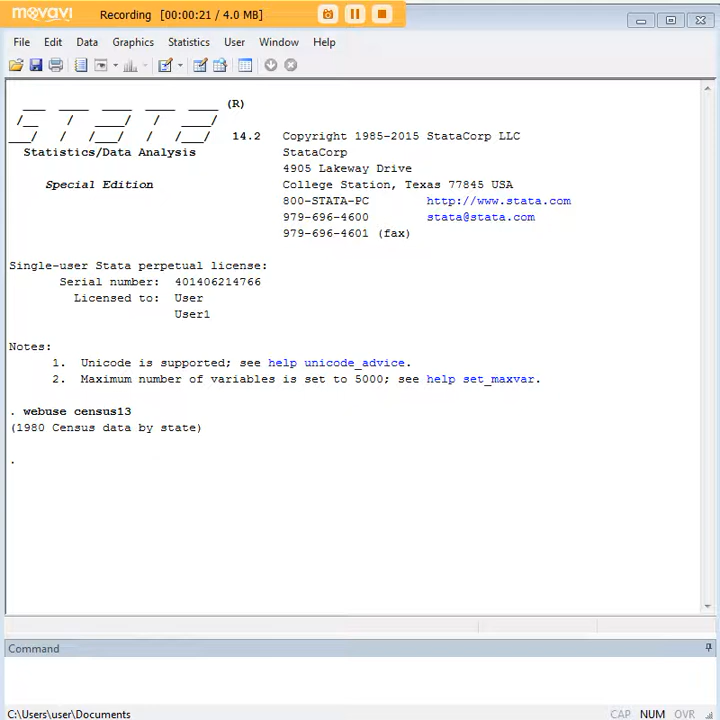 movavi Recording [00:00:21 / 4.0 MB]
File Edit Data Graphics Statistics User Window Help
(R)
14.2 Copyright 1985-2015 StataCorp LLC
Statistics/Data Analysis StataCorp
4905 Lakeway Drive
Special Edition College Station, Texas 77845 USA
800-STATA-PC http://www.stata.com
979-696-4600 stata@stata.com
979-696-4601 (fax)
Single-user Stata perpetual license:
Serial number: 401406214766
Licensed to: User
User1
Notes:
1. Unicode is supported; see help unicode_advice.
2. Maximum number of variables is set to 5000; see help set_maxvar.
. webuse census13
(1980 Census data by state)
.
Command
C:\Users\user\Documents CAP NUM OVR